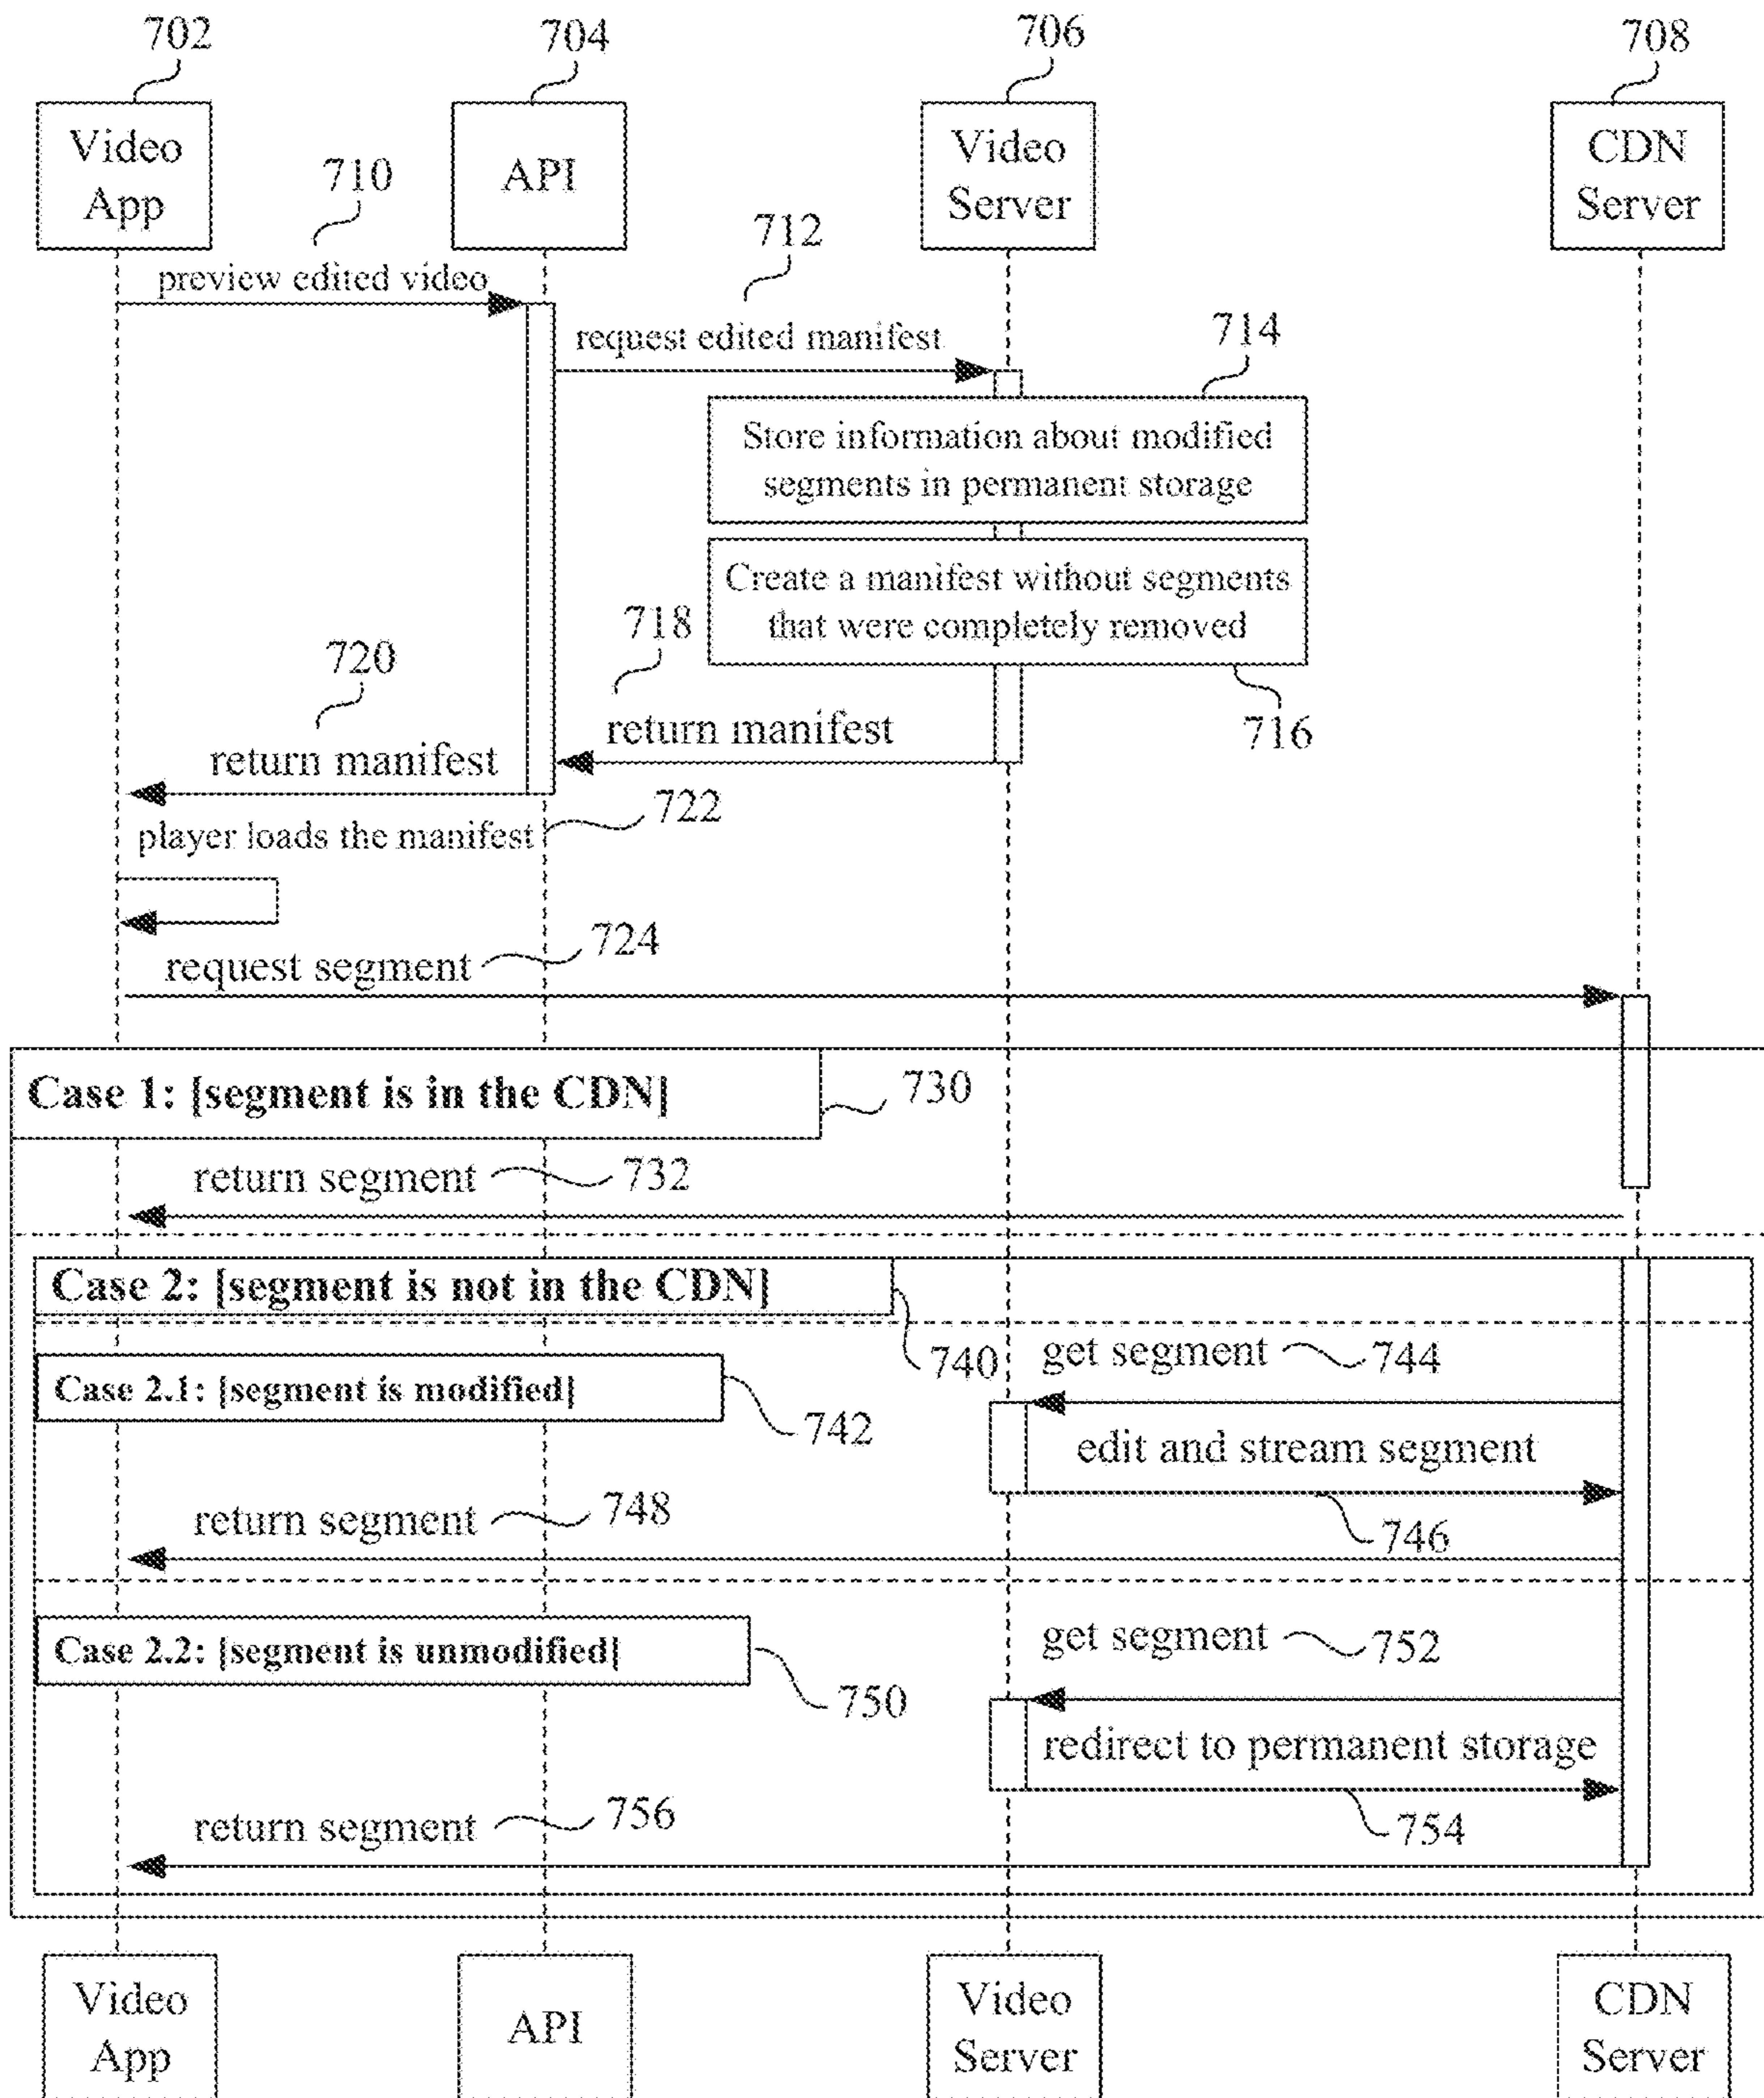 702
704
706
708
Video
App
API
Video
Server
CDN
Server
710
preview edited video
712
request edited manifest
714
Store information about modified
segments in permanent storage
Create a manifest without segments
that were completely removed
716
718
return manifest
720
return manifest
player loads the manifest
722
request segment
724
Case 1: [segment is in the CDN]
730
return segment
732
Case 2: [segment is not in the CDN]
740
Case 2.1: [segment is modified]
742
get segment
744
edit and stream segment
746
return segment
748
Case 2.2: [segment is unmodified]
750
get segment
752
redirect to permanent storage
754
return segment
756
Video
App
API
Video
Server
CDN
Server